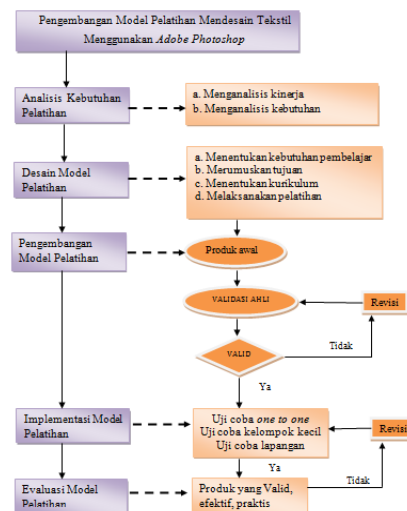 Pengembangan Model Pelatihan Mendesain Tekstil
Menggunakan Adobe Photoshop
Analisis Kebutuhan
Pelatihan
a. Menganalisis kinerja
b. Menganalisis kebutuhan
Desain Model
Pelatihan
a. Menentukan kebutuhan pembelajar
b. Merumuskan tujuan
c. Menentukan kurikulum
d. Melaksanakan pelatihan
Pengembangan
Model Pelatihan
Produk awal
VALIDASI AHLI
Revisi
VALID
Tidak
Ya
Implementasi Model
Pelatihan
Uji coba one to one
Uji coba kelompok kecil
Uji coba lapangan
Revisi
Ya
Tidak
Evaluasi Model
Pelatihan
Produk yang Valid,
efektif, praktis